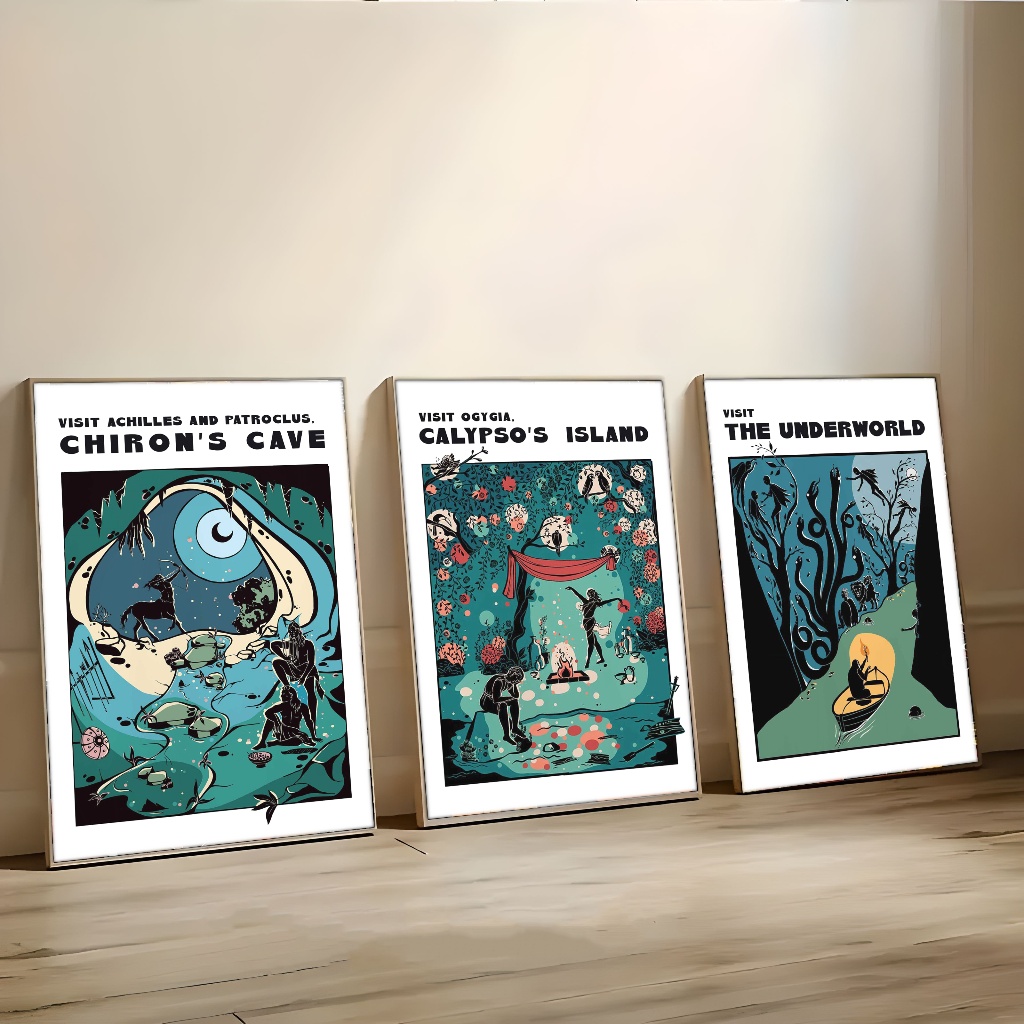 VISIT ACHILLES AND PATROCLUS.
CHIRON'S CAVE
VISIT OGYGIA.
CALYPSO'S ISLAND
VISIT
THE UNDERWORLD